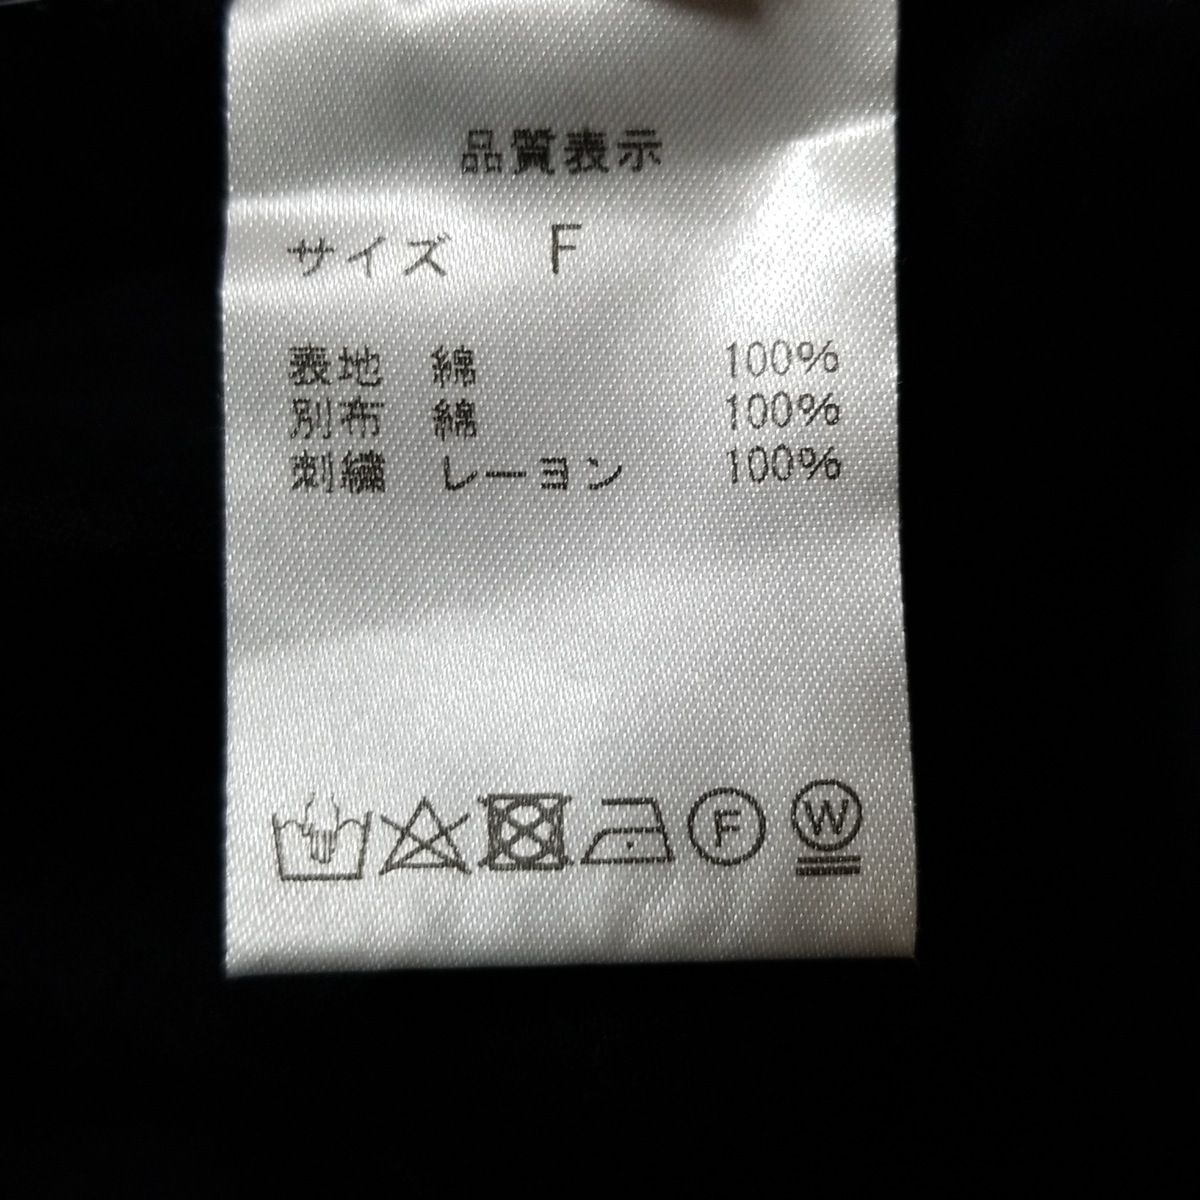 品質表示
サイズ F
表地 綿 100%
別布 綿 100%
刺繍 レーヨン 100%
F W